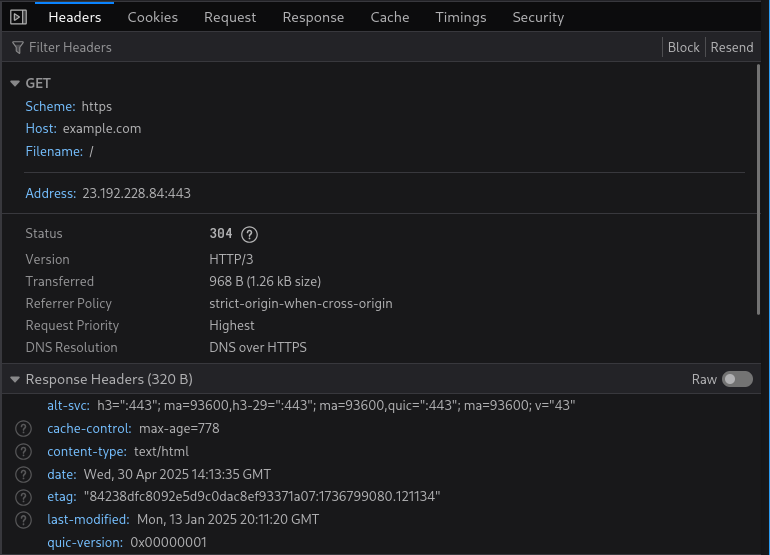 Headers Cookies Request Response Cache Timings Security
Filter Headers Block Resend
GET
Scheme: https
Host: example.com
Filename: /
Address: 23.192.228.84:443
Status 304 ?
Version HTTP/3
Transferred 968 B (1.26 kB size)
Referrer Policy strict-origin-when-cross-origin
Request Priority Highest
DNS Resolution DNS over HTTPS
Response Headers (320 B) Raw
alt-svc: h3=":443"; ma=93600,h3-29=":443"; ma=93600,quic=":443"; ma=93600; v="43"
? cache-control: max-age=778
? content-type: text/html
? date: Wed, 30 Apr 2025 14:13:35 GMT
? etag: "84238dfc8092e5d9c0dac8ef93371a07:1736799080.121134"
? last-modified: Mon, 13 Jan 2025 20:11:20 GMT
quic-version: 0x00000001